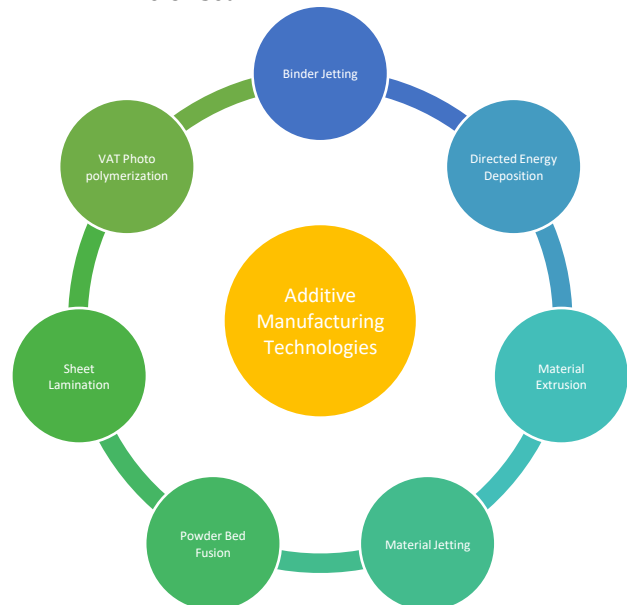 Binder Jetting
VAT Photo
polymerization
Directed Energy
Deposition
Additive
Manufacturing
Technologies
Sheet
Lamination
Material
Extrusion
Powder Bed
Fusion
Material Jetting